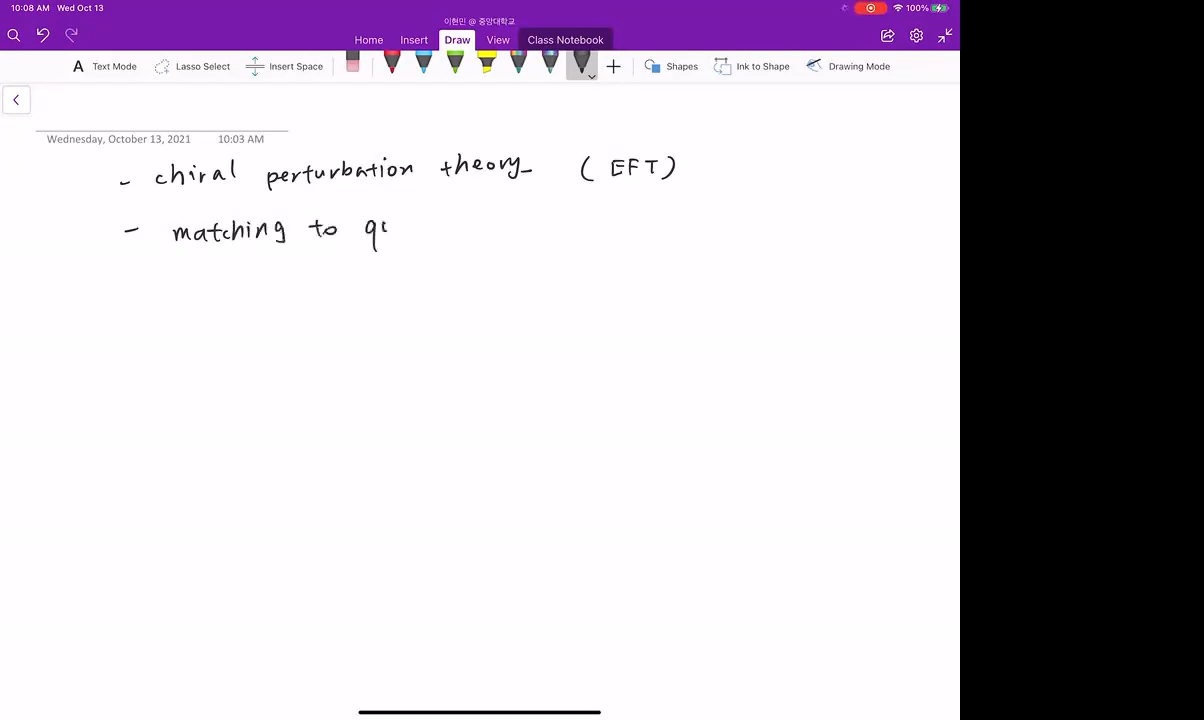 10:08 AM Wed Oct 13 100%
이현민 @ 중앙대학교
Home Insert Draw View Class Notebook
A Text Mode Lasso Select Insert Space Shapes Ink to Shape Drawing Mode
Wednesday, October 13, 2021 10:03 AM
- chiral perturbation theory (EFT)
- matching to